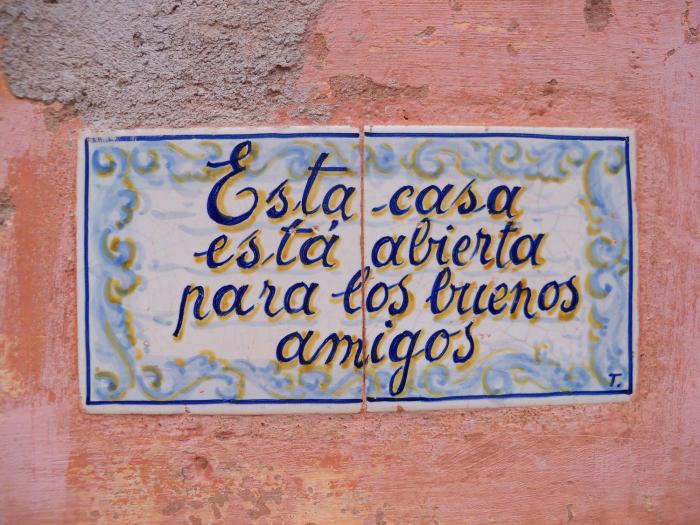 Esta casa
está abierta
para los buenos
amigos
T.